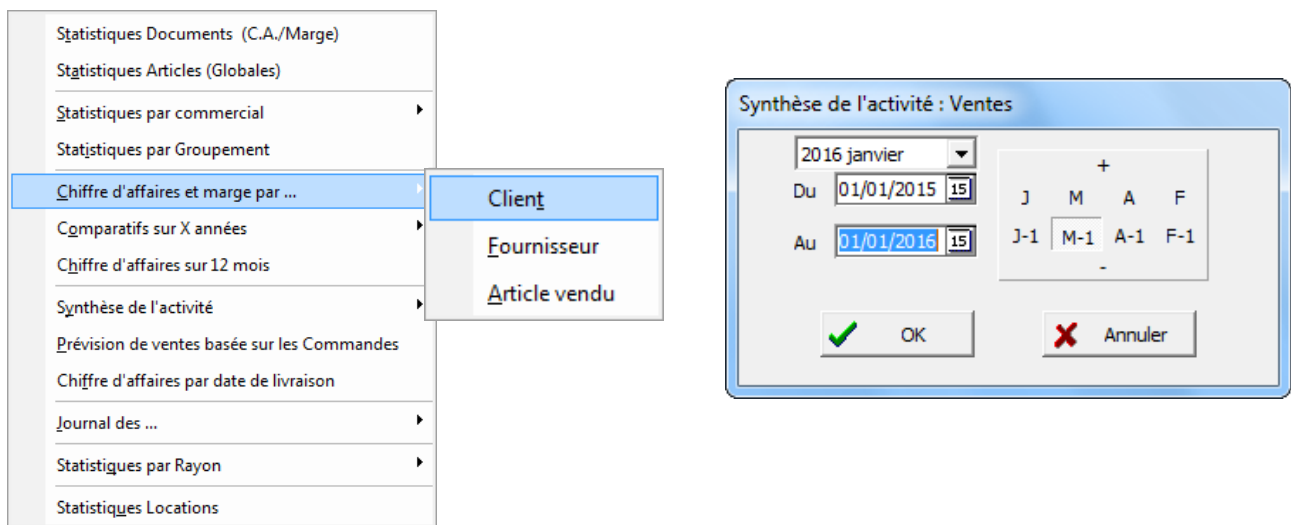 Statistiques Documents (C.A./Marge)
Statistiques Articles (Globales)
Statistiques par commercial
Statistiques par Groupement
Chiffre d'affaires et marge par ...
Comparatifs sur X années
Chiffre d'affaires sur 12 mois
Synthèse de l'activité
Prévision de ventes basée sur les Commandes
Chiffre d'affaires par date de livraison
Journal des ...
Statistiques par Rayon
Statistiques Locations
Client
Fournisseur
Article vendu
Synthèse de l'activité : Ventes
2016 janvier
Du 01/01/2015 15
Au 01/01/2016 15
+
J M A F
J-1 M-1 A-1 F-1
-
OK Annuler